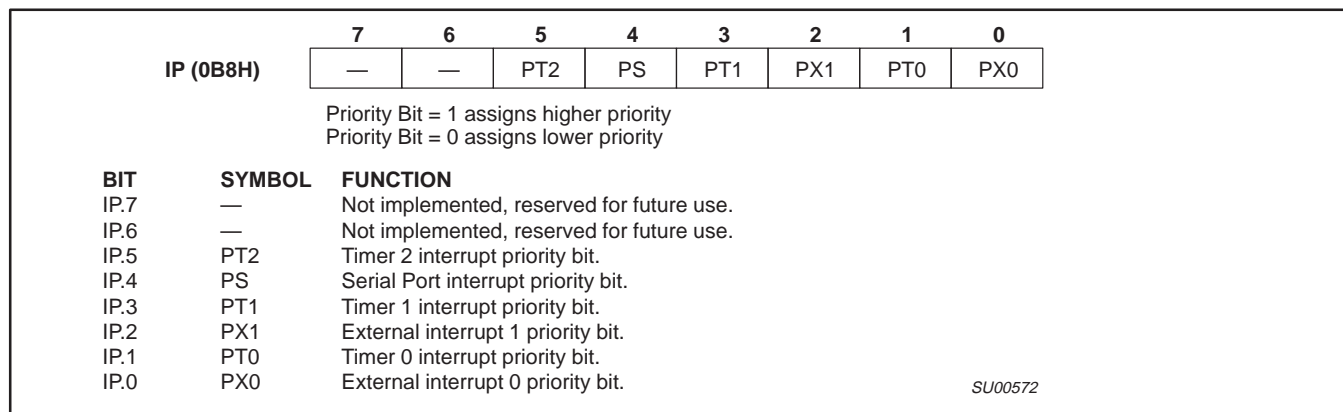 7 6 5 4 3 2 1 0
IP (0B8H) — — PT2 PS PT1 PX1 PT0 PX0
Priority Bit = 1 assigns higher priority
Priority Bit = 0 assigns lower priority
BIT SYMBOL FUNCTION
IP.7 — Not implemented, reserved for future use.
IP.6 — Not implemented, reserved for future use.
IP.5 PT2 Timer 2 interrupt priority bit.
IP.4 PS Serial Port interrupt priority bit.
IP.3 PT1 Timer 1 interrupt priority bit.
IP.2 PX1 External interrupt 1 priority bit.
IP.1 PT0 Timer 0 interrupt priority bit.
IP.0 PX0 External interrupt 0 priority bit.
SU00572